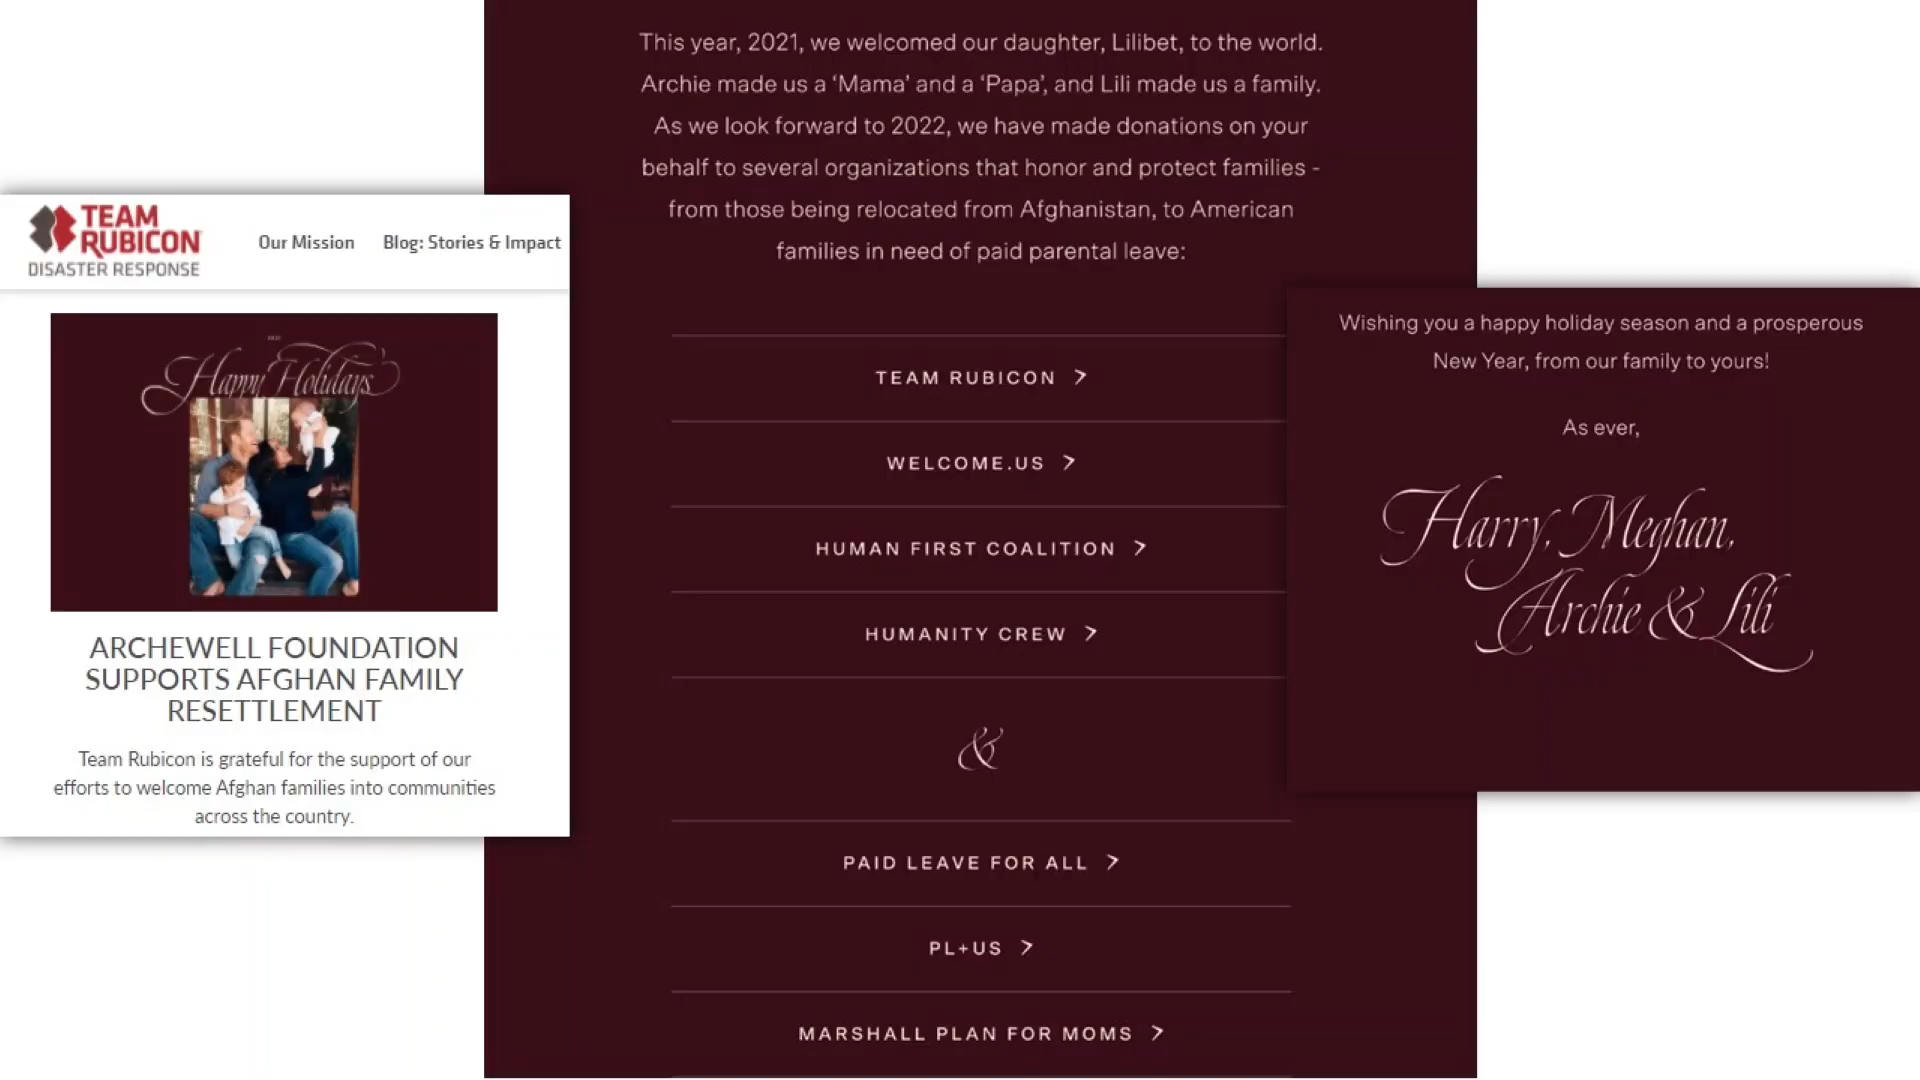 This year, 2021, we welcomed our daughter, Lilibet, to the world.
Archie made us a ‘Mama’ and a ‘Papa’, and Lili made us a family.
As we look forward to 2022, we have made donations on your
behalf to several organizations that honor and protect families -
from those being relocated from Afghanistan, to American
families in need of paid parental leave:
TEAM RUBICON >
WELCOME.US >
HUMAN FIRST COALITION >
HUMANITY CREW >
&
PAID LEAVE FOR ALL >
PL+US >
MARSHALL PLAN FOR MOMS >
TEAM
RUBICON
DISASTER RESPONSE
Our Mission Blog: Stories & Impact
Happy Holidays
ARCHEWELL FOUNDATION
SUPPORTS AFGHAN FAMILY
RESETTLEMENT
Team Rubicon is grateful for the support of our
efforts to welcome Afghan families into communities
across the country.
Wishing you a happy holiday season and a prosperous
New Year, from our family to yours!
As ever,
Harry, Meghan,
Archie & Lili